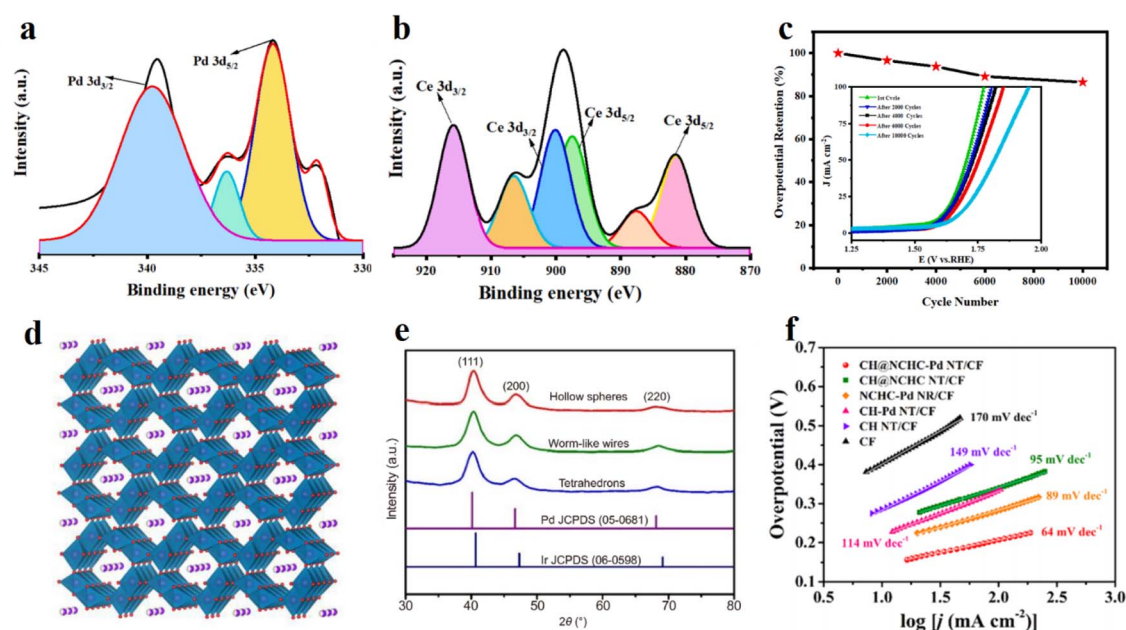 a
Pd 3d5/2
Pd 3d3/2
Intensity (a.u.)
345 340 335 330
Binding energy (eV)
b
Ce 3d3/2
Ce 3d3/2
Ce 3d5/2
Ce 3d5/2
Intensity (a.u.)
920 910 900 890 880 870
Binding energy (eV)
c
Overpotential Retention (%)
100
80
60
40
20
0
0 2000 4000 6000 8000 10000
Cycle Number
1st Cycle
After 2000 Cycles
After 4000 Cycles
After 6000 Cycles
After 10000 Cycles
J (mA cm-2)
100
75
50
25
0
1.25 1.50 1.75 2.00
E (V vs.RHE)
d
e
(111)
(200)
(220)
Hollow spheres
Worm-like wires
Tetrahedrons
Pd JCPDS (05-0681)
Ir JCPDS (06-0598)
Intensity (a.u.)
30 40 50 60 70 80
2θ (°)
f
Overpotential (V)
0.7
0.6
0.5
0.4
0.3
0.2
0.1
CH@NCHC-Pd NT/CF
CH@NCHC NT/CF
NCHC-Pd NR/CF
CH-Pd NT/CF
CH NT/CF
CF
170 mV dec-1
149 mV dec-1
95 mV dec-1
89 mV dec-1
114 mV dec-1
64 mV dec-1
0.5 1.0 1.5 2.0 2.5 3.0
log [j (mA cm-2)]